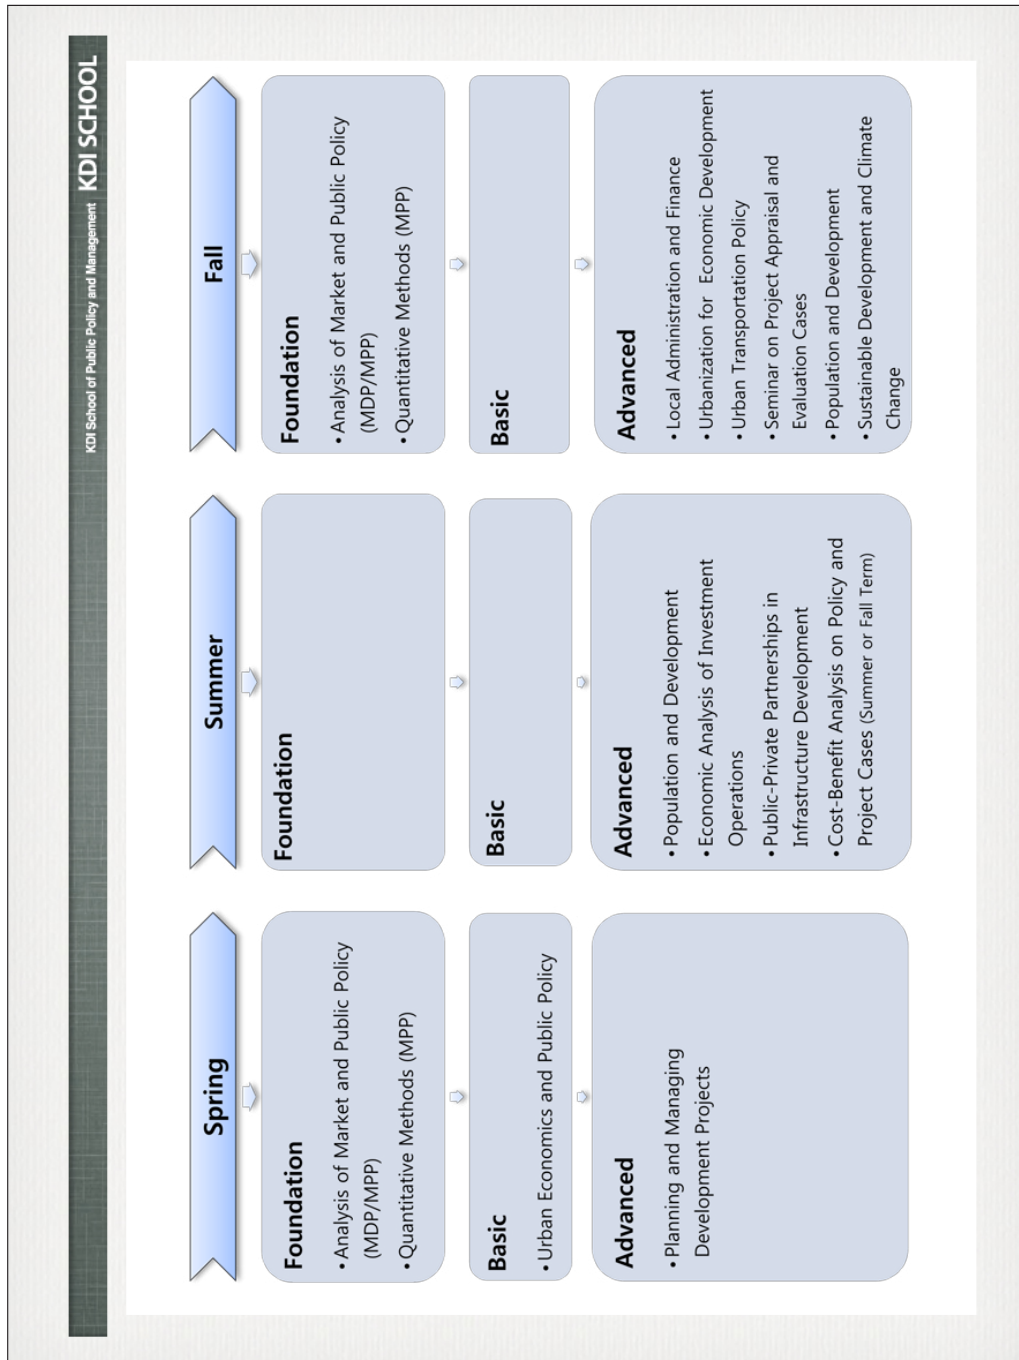 KDI School of Public Policy and Management KDI SCHOOL
Spring
Foundation
• Analysis of Market and Public Policy
(MDP/MPP)
• Quantitative Methods (MPP)
Basic
• Urban Economics and Public Policy
Advanced
• Planning and Managing
Development Projects
Summer
Foundation
Basic
Advanced
• Population and Development
• Economic Analysis of Investment
Operations
• Public-Private Partnerships in
Infrastructure Development
• Cost-Benefit Analysis on Policy and
Project Cases (Summer or Fall Term)
Fall
Foundation
• Analysis of Market and Public Policy
(MDP/MPP)
• Quantitative Methods (MPP)
Basic
Advanced
• Local Administration and Finance
• Urbanization for Economic Development
• Urban Transportation Policy
• Seminar on Project Appraisal and
Evaluation Cases
• Population and Development
• Sustainable Development and Climate
Change